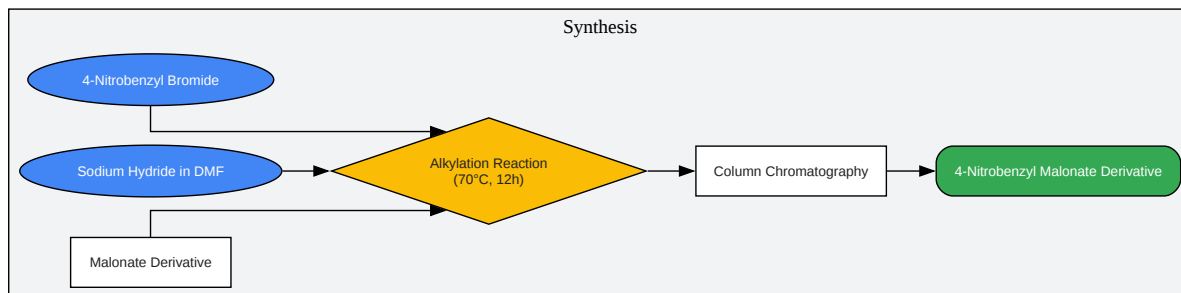 Synthesis
4-Nitrobenzyl Bromide
Sodium Hydride in DMF
Malonate Derivative
Alkylation Reaction
(70°C, 12h)
Column Chromatography
4-Nitrobenzyl Malonate Derivative